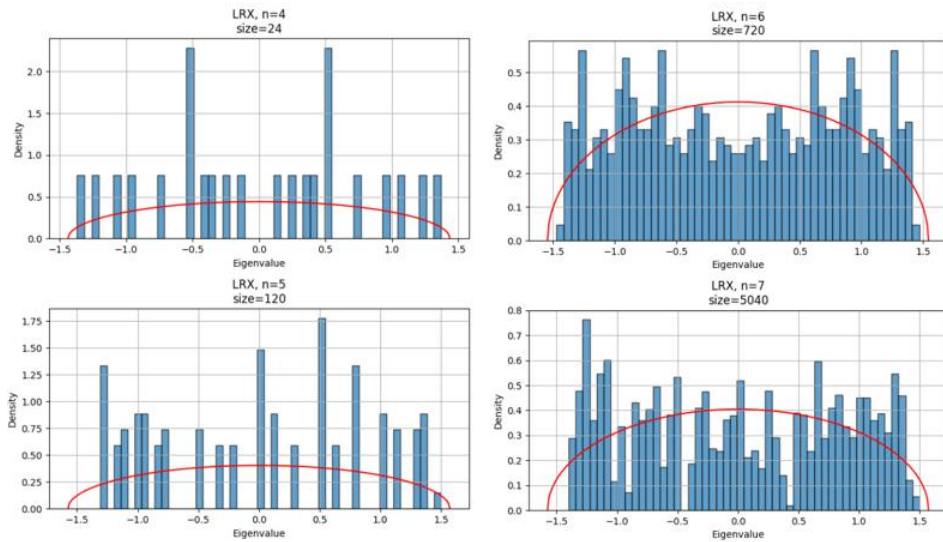 LRX, n=4
size=24
Density
2.0
1.5
1.0
0.5
0.0
−1.5 −1.0 −0.5 0.0 0.5 1.0 1.5
Eigenvalue
LRX, n=6
size=720
Density
0.5
0.4
0.3
0.2
0.1
0.0
−1.5 −1.0 −0.5 0.0 0.5 1.0 1.5
Eigenvalue
LRX, n=5
size=120
Density
1.75
1.50
1.25
1.00
0.75
0.50
0.25
0.00
−1.5 −1.0 −0.5 0.0 0.5 1.0 1.5
Eigenvalue
LRX, n=7
size=5040
Density
0.8
0.7
0.6
0.5
0.4
0.3
0.2
0.1
0.0
−1.5 −1.0 −0.5 0.0 0.5 1.0 1.5
Eigenvalue